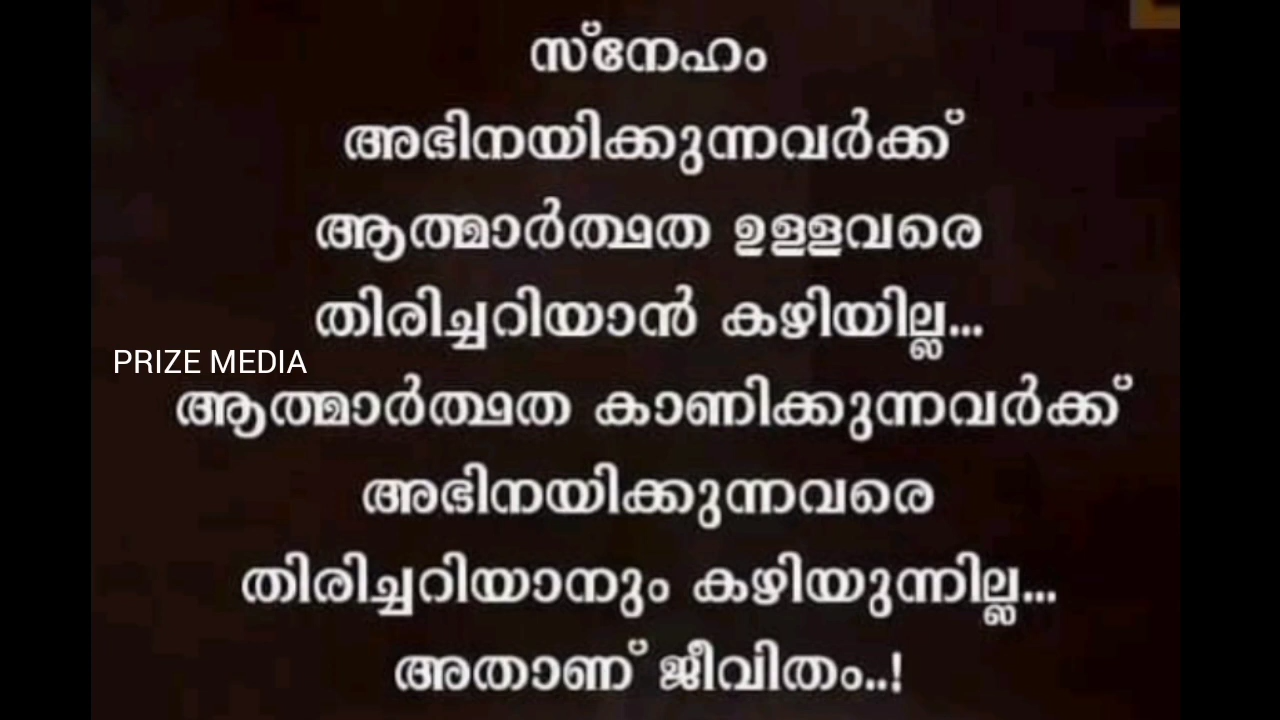 സ്നേഹം
അഭിനയിക്കുന്നവർക്ക്
ആത്മാർത്ഥത ഉള്ളവരെ
തിരിച്ചറിയാൻ കഴിയില്ല...
PRIZE MEDIA
ആത്മാർത്ഥത കാണിക്കുന്നവർക്ക്
അഭിനയിക്കുന്നവരെ
തിരിച്ചറിയാനും കഴിയുന്നില്ല...
അതാണ് ജീവിതം..!